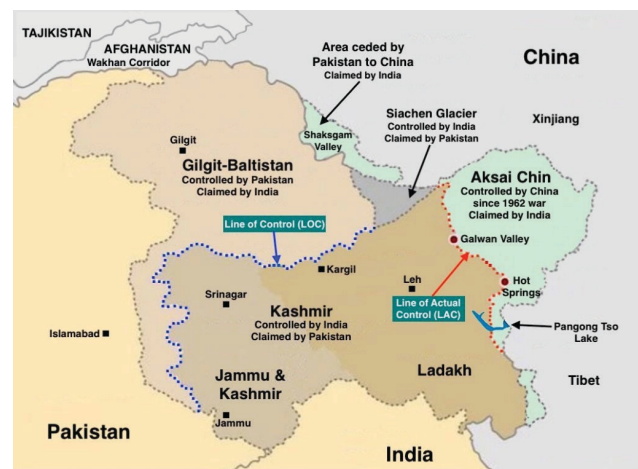 TAJIKISTAN
AFGHANISTAN
Wakhan Corridor
Area ceded by
Pakistan to China
Claimed by India
China
Siachen Glacier
Controlled by India
Claimed by Pakistan
Xinjiang
Shaksgam
Valley
Gilgit
Gilgit-Baltistan
Controlled by Pakistan
Claimed by India
Aksai Chin
Controlled by China
since 1962 war
Claimed by India
Line of Control (LOC)
Galwan Valley
Kargil
Leh
Hot
Springs
Srinagar
Line of Actual
Control (LAC)
Kashmir
Controlled by India
Claimed by Pakistan
Islamabad
Pangong Tso
Lake
Ladakh
Jammu &
Kashmir
Tibet
Jammu
Pakistan
India